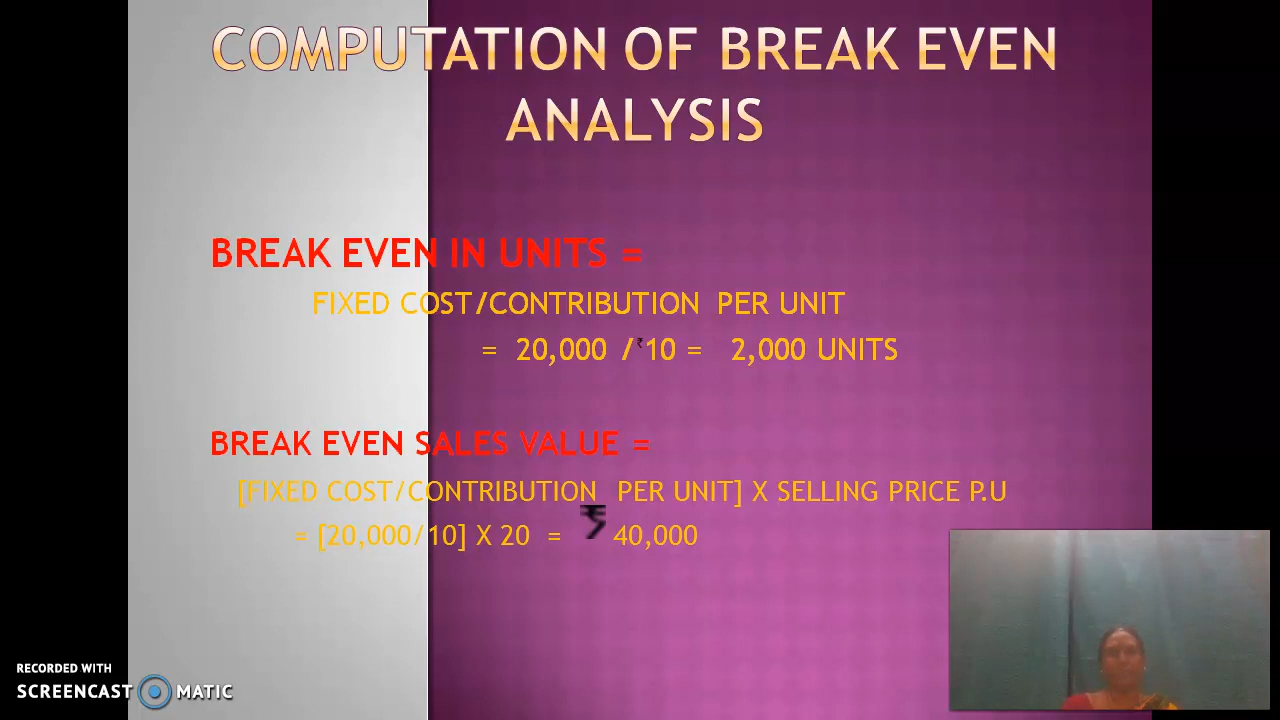 COMPUTATION OF BREAK EVEN
ANALYSIS
BREAK EVEN IN UNITS =
FIXED COST/CONTRIBUTION PER UNIT
= 20,000 /₹10 = 2,000 UNITS
BREAK EVEN SALES VALUE =
[FIXED COST/CONTRIBUTION PER UNIT] X SELLING PRICE P.U
= [20,000/10] X 20 = ₹ 40,000
RECORDED WITH
SCREENCAST MATIC